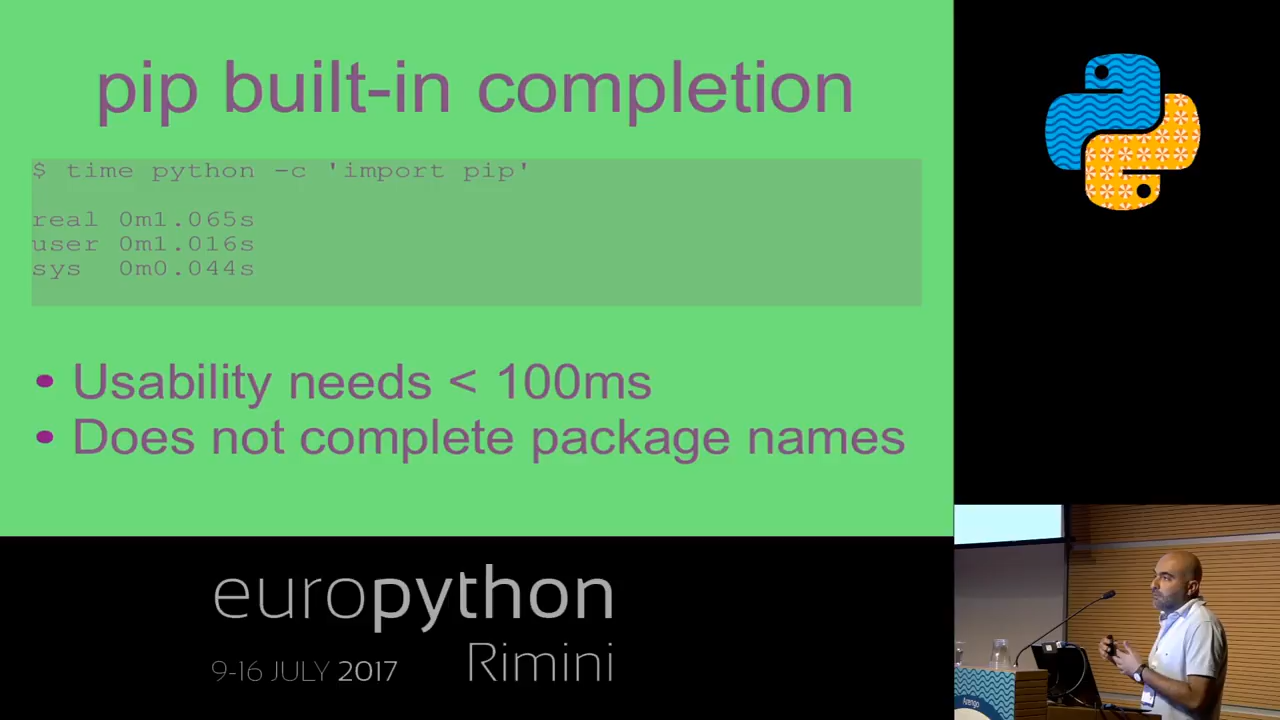 pip built-in completion
$ time python -c 'import pip'
real 0m1.065s
user 0m1.016s
sys 0m0.044s
• Usability needs < 100ms
• Does not complete package names
europython
9-16 JULY 2017
Rimini